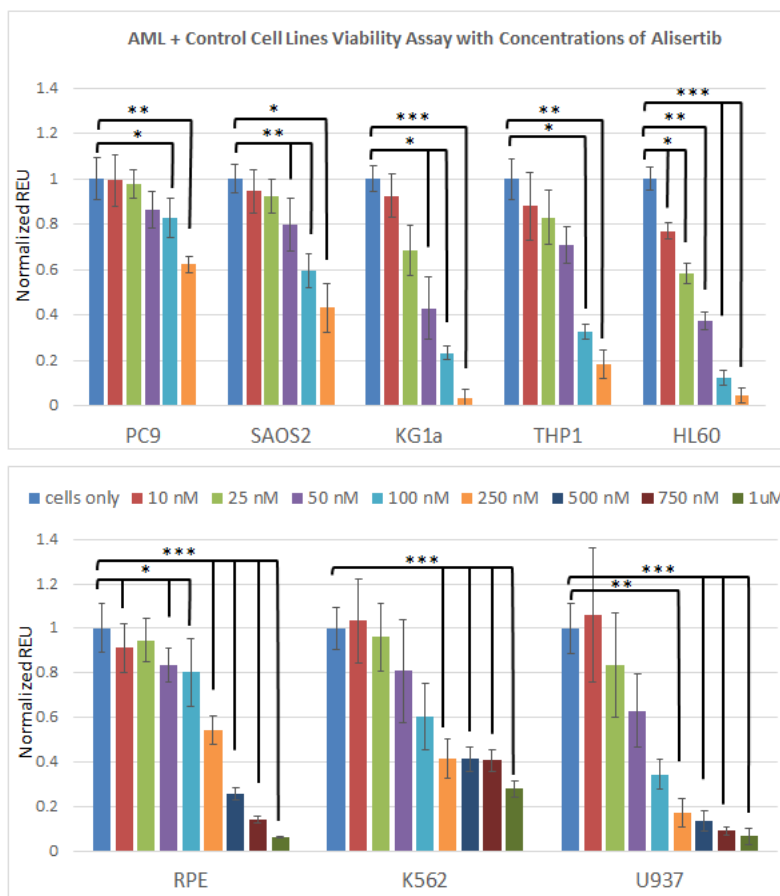 AML + Control Cell Lines Viability Assay with Concentrations of Alisertib
Normalized REU
1.4
1.2
1
0.8
0.6
0.4
0.2
0
** * * ** *** * ** * *** ** *
PC9 SAOS2 KG1a THP1 HL60
cells only 10 nM 25 nM 50 nM 100 nM 250 nM 500 nM 750 nM 1uM
Normalized REU
1.4
1.2
1
0.8
0.6
0.4
0.2
0
*** * *** *** **
RPE K562 U937